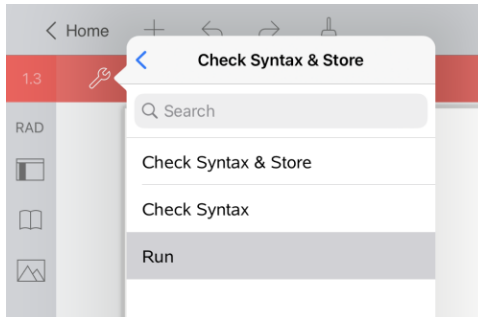 Home
Check Syntax & Store
1.3
Search
RAD
Check Syntax & Store
Check Syntax
Run